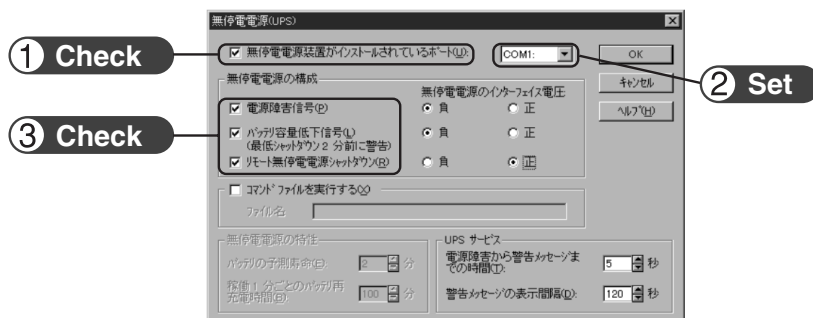 無停電電源(UPS)
① Check
無停電電源装置がインストールされているポート(U):
COM1:
OK
② Set
無停電電源の構成
キャンセル
無停電電源のインターフェイス電圧
ヘルプ(H)
③ Check
電源障害信号(P)
負
正
バッテリ容量低下信号(L)
(最低シャットダウン 2 分前に警告)
負
正
リモート無停電電源シャットダウン(R)
負
正
コマンド ファイルを実行する(X)
ファイル名
無停電電源の特性
バッテリの予測寿命(E):
2
分
稼働 1 分ごとのバッテリ再
充電時間(B):
100
分
UPS サービス
電源障害から警告メッセージま
での時間(T):
5
秒
警告メッセージの表示間隔(D):
120
秒